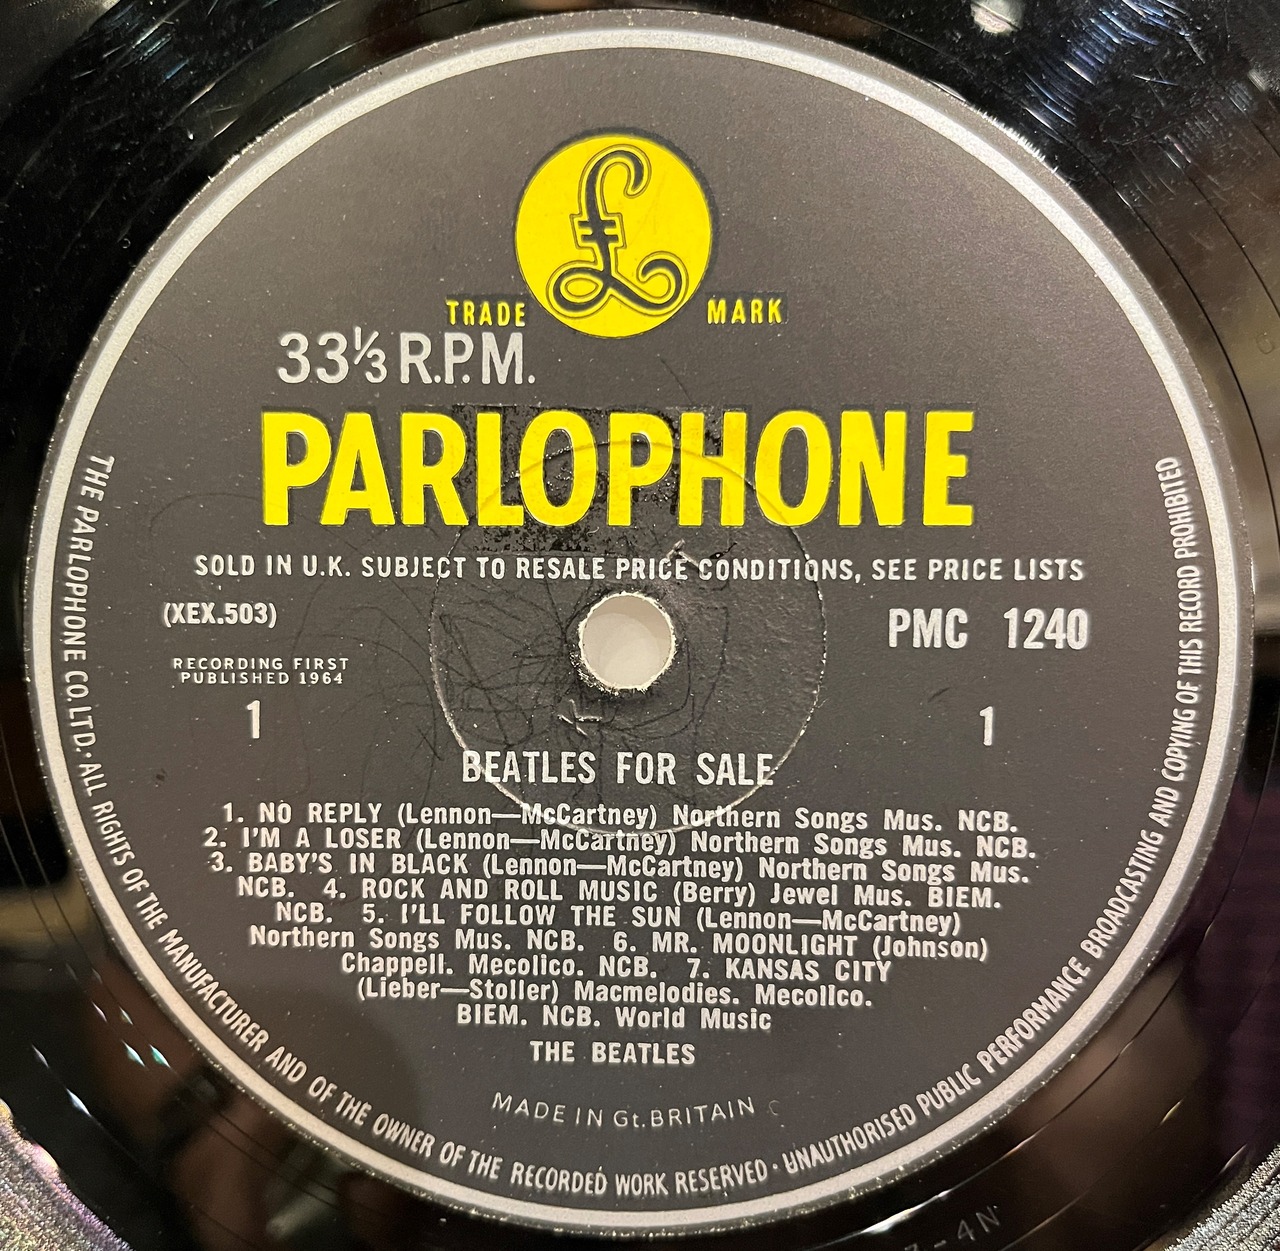 £
TRADE MARK
33⅓ R.P.M.
PARLOPHONE
SOLD IN U.K. SUBJECT TO RESALE PRICE CONDITIONS, SEE PRICE LISTS
(XEX.503)
PMC 1240
RECORDING FIRST
PUBLISHED 1964
1
1
BEATLES FOR SALE
1. NO REPLY (Lennon—McCartney) Northern Songs Mus. NCB.
2. I'M A LOSER (Lennon—McCartney) Northern Songs Mus. NCB.
3. BABY'S IN BLACK (Lennon—McCartney) Northern Songs Mus.
NCB. 4. ROCK AND ROLL MUSIC (Berry) Jewel Mus. BIEM.
NCB. 5. I'LL FOLLOW THE SUN (Lennon—McCartney)
Northern Songs Mus. NCB. 6. MR. MOONLIGHT (Johnson)
Chappell. Mecolico. NCB. 7. KANSAS CITY
(Lieber—Stoller) Macmelodies. Mecolico.
BIEM. NCB. World Music
THE BEATLES
MADE IN Gt. BRITAIN
THE PARLOPHONE CO. LTD. · ALL RIGHTS OF THE MANUFACTURER AND OF THE OWNER OF THE RECORDED WORK RESERVED · UNAUTHORISED PUBLIC PERFORMANCE BROADCASTING AND COPYING OF THIS RECORD PROHIBITED
-4N